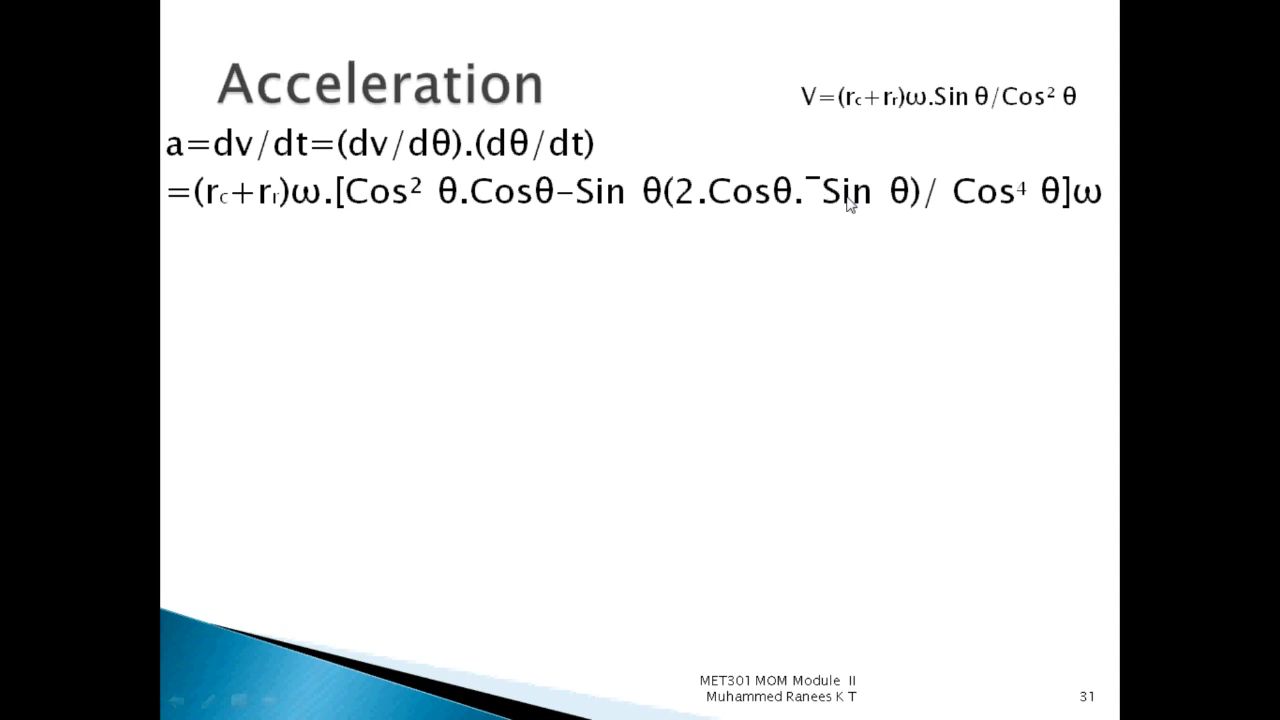 Acceleration
V=(rc+rr)ω.Sin θ/Cos² θ
a=dv/dt=(dv/dθ).(dθ/dt)
=(rc+rr)ω.[Cos² θ.Cosθ-Sin θ(2.Cosθ.¯Sin θ)/ Cos⁴ θ]ω
MET301 MOM Module II
Muhammed Ranees K T
31